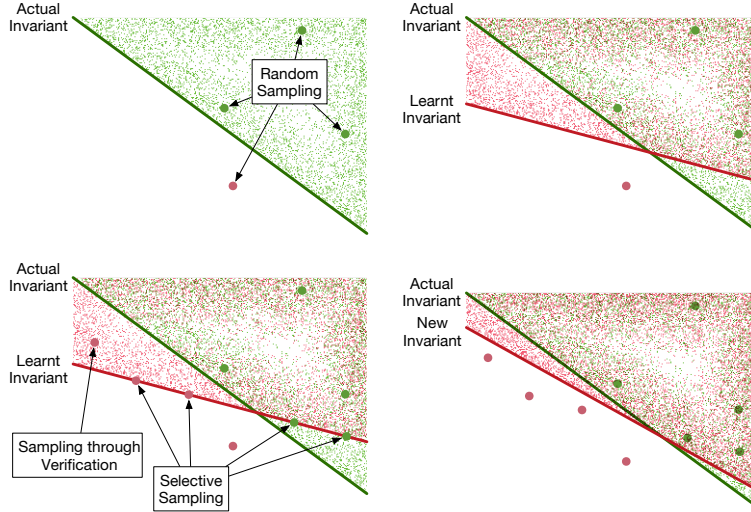 Actual
Invariant
Random
Sampling
Actual
Invariant
Learnt
Invariant
Actual
Invariant
Learnt
Invariant
Sampling through
Verification
Selective
Sampling
Actual
Invariant
New
Invariant